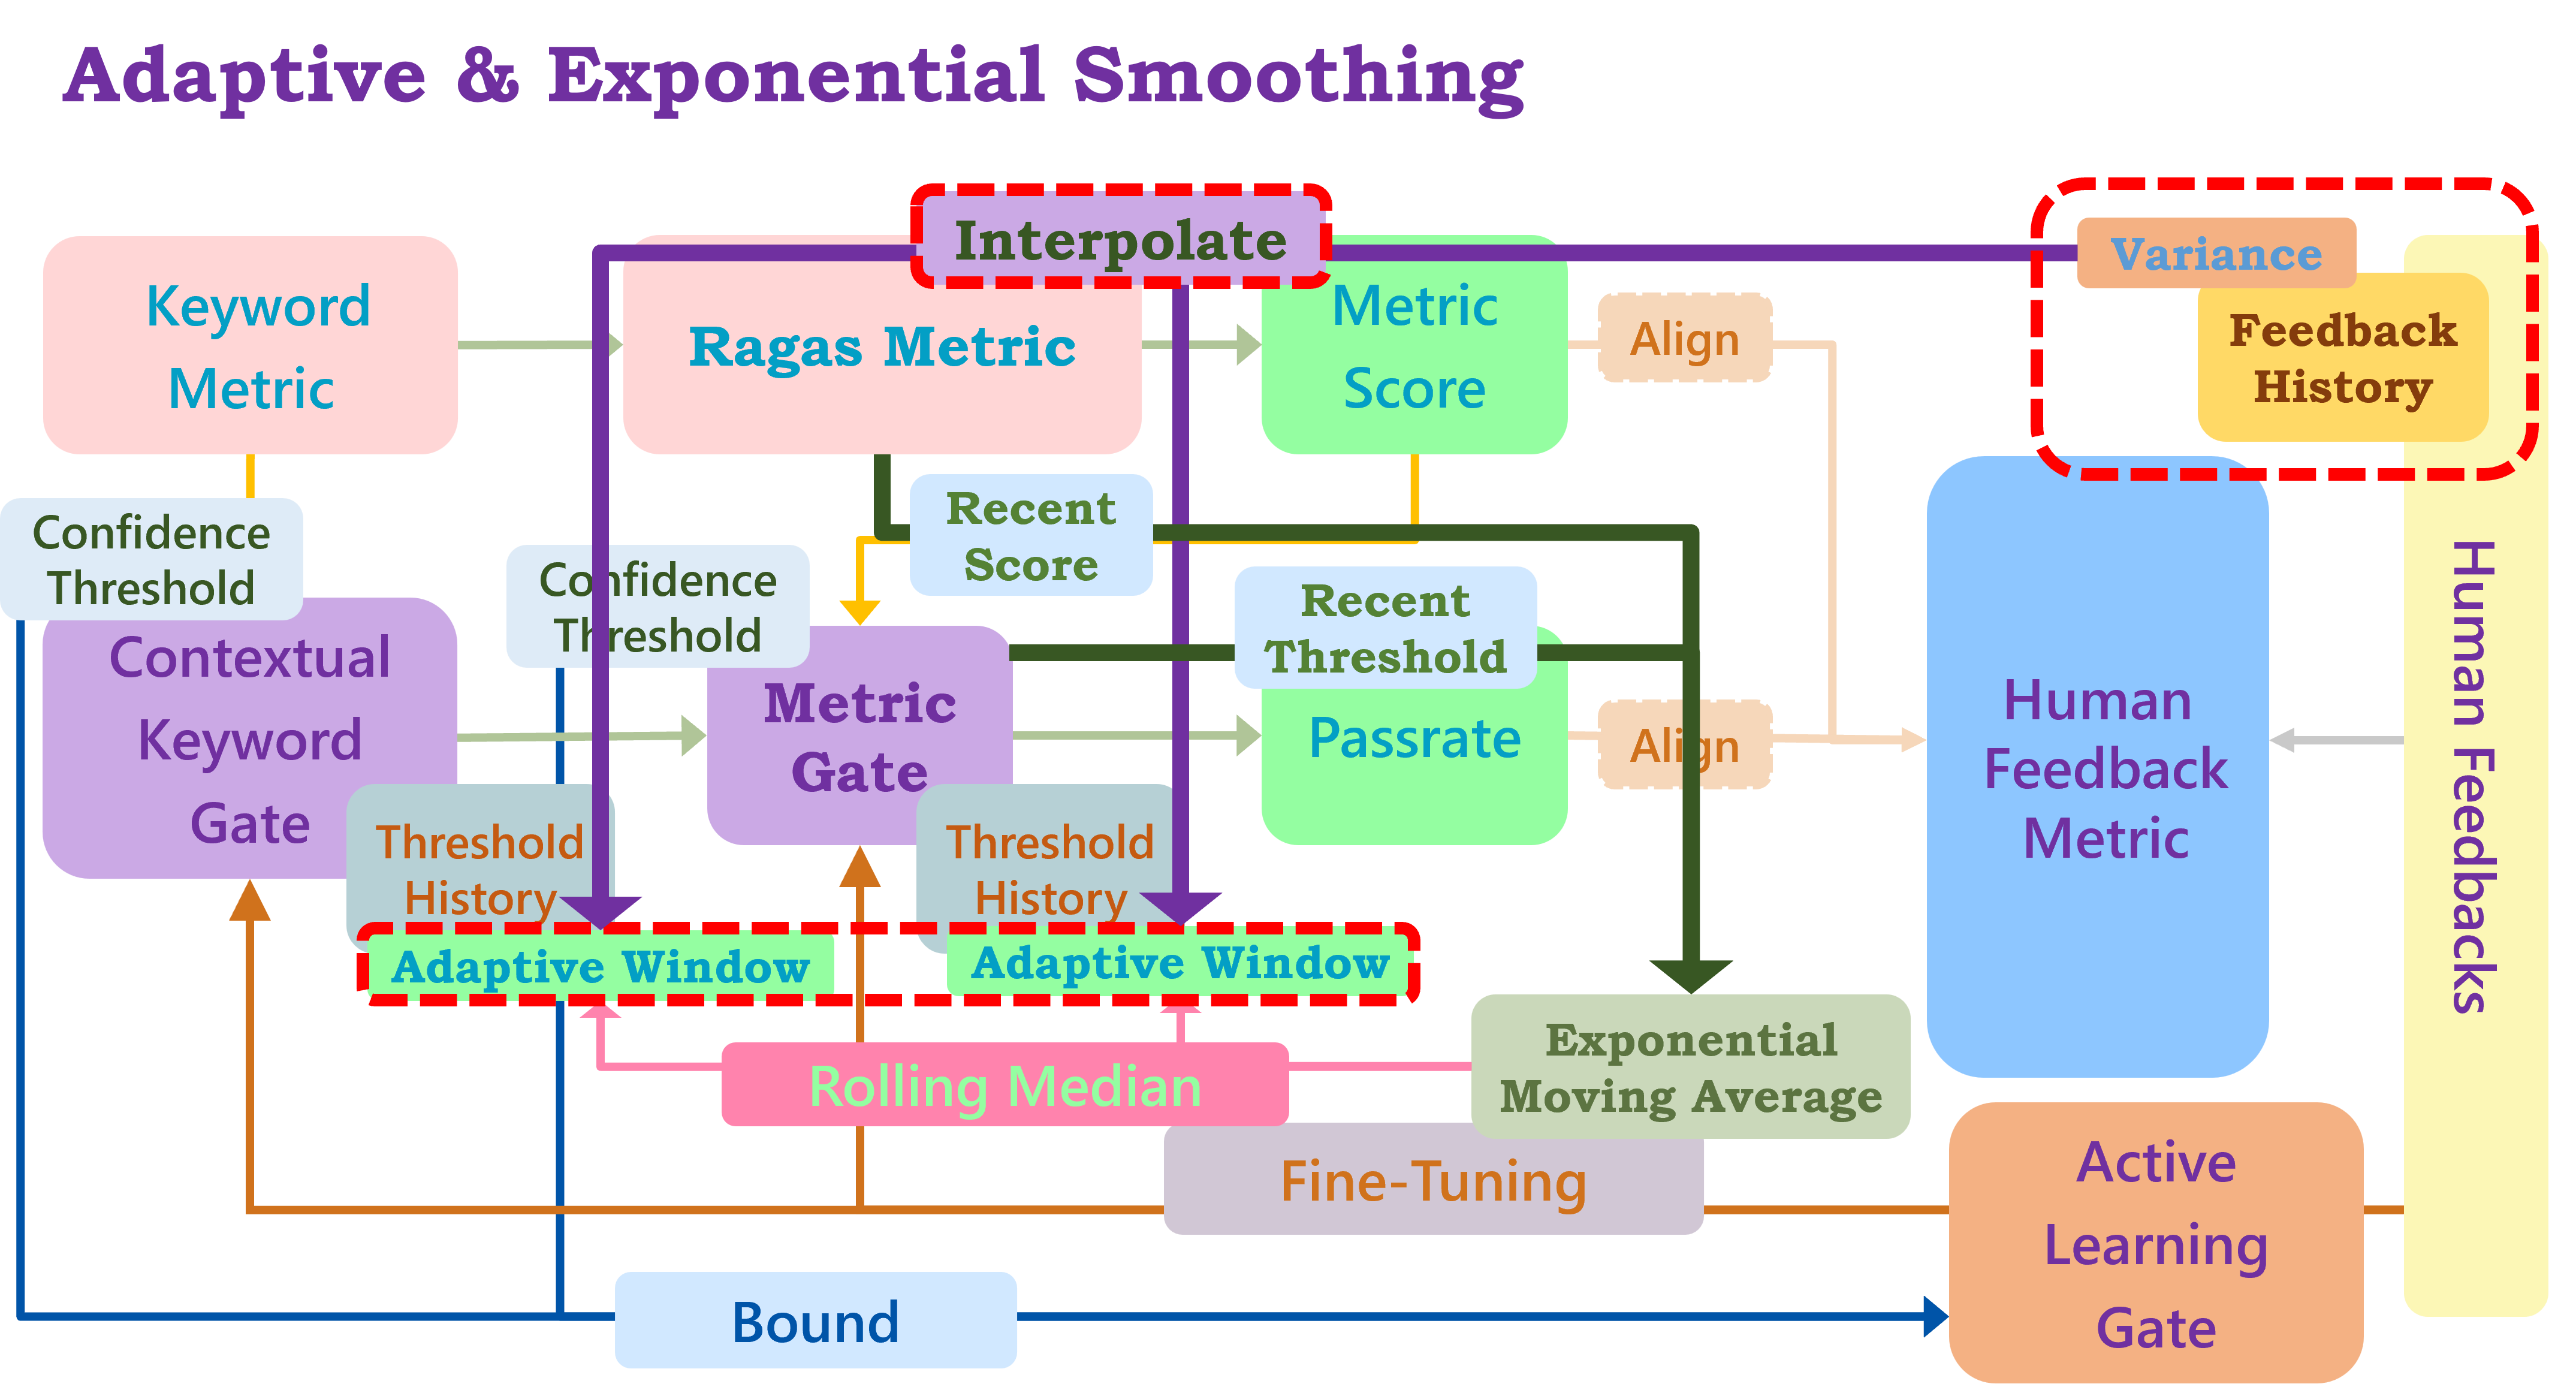 Adaptive & Exponential Smoothing
Interpolate
Variance
Feedback
History
Keyword
Metric
Ragas Metric
Metric
Score
Align
Confidence
Threshold
Confidence
Threshold
Recent
Score
Recent
Threshold
Contextual
Keyword
Gate
Metric
Gate
Passrate
Align
Human
Feedback
Metric
Human Feedbacks
Threshold
History
Threshold
History
Adaptive Window
Adaptive Window
Rolling Median
Exponential
Moving Average
Fine-Tuning
Active
Learning
Gate
Bound